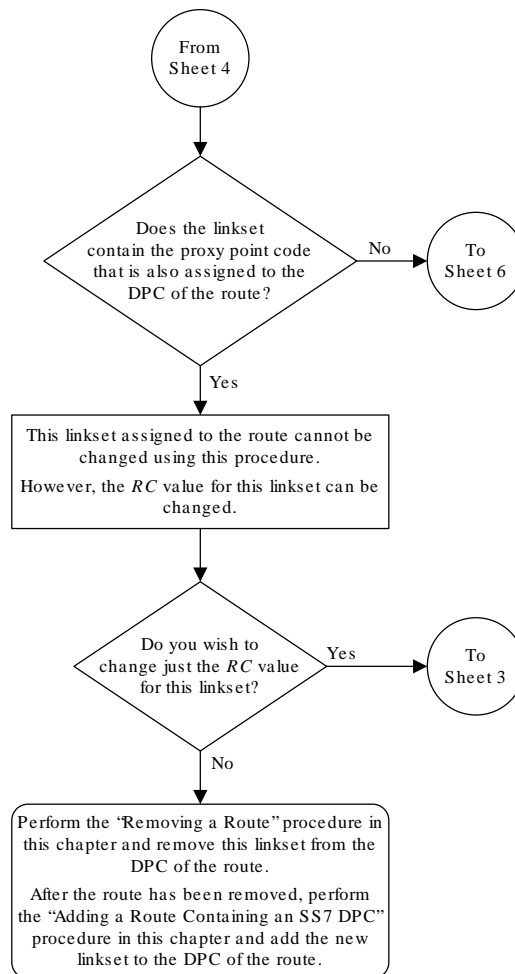 From
Sheet 4
Does the linkset
contain the proxy point code
that is also assigned to the
DPC of the route?
No
To
Sheet 6
Yes
This linkset assigned to the route cannot be
changed using this procedure.
However, the RC value for this linkset can be
changed.
Do you wish to
change just the RC value
for this linkset?
Yes
To
Sheet 3
No
Perform the “Removing a Route” procedure in
this chapter and remove this linkset from the
DPC of the route.
After the route has been removed, perform
the “Adding a Route Containing an SS7 DPC”
procedure in this chapter and add the new
linkset to the DPC of the route.